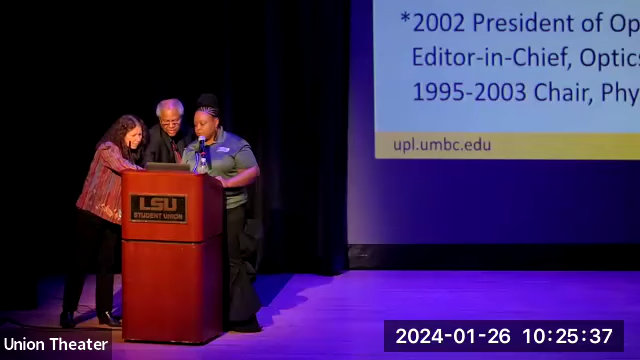 *2002 President of Op
Editor-in-Chief, Optics
1995-2003 Chair, Phy
upl.umbc.edu
LSU
STUDENT UNION
Union Theater
2024-01-26 10:25:37